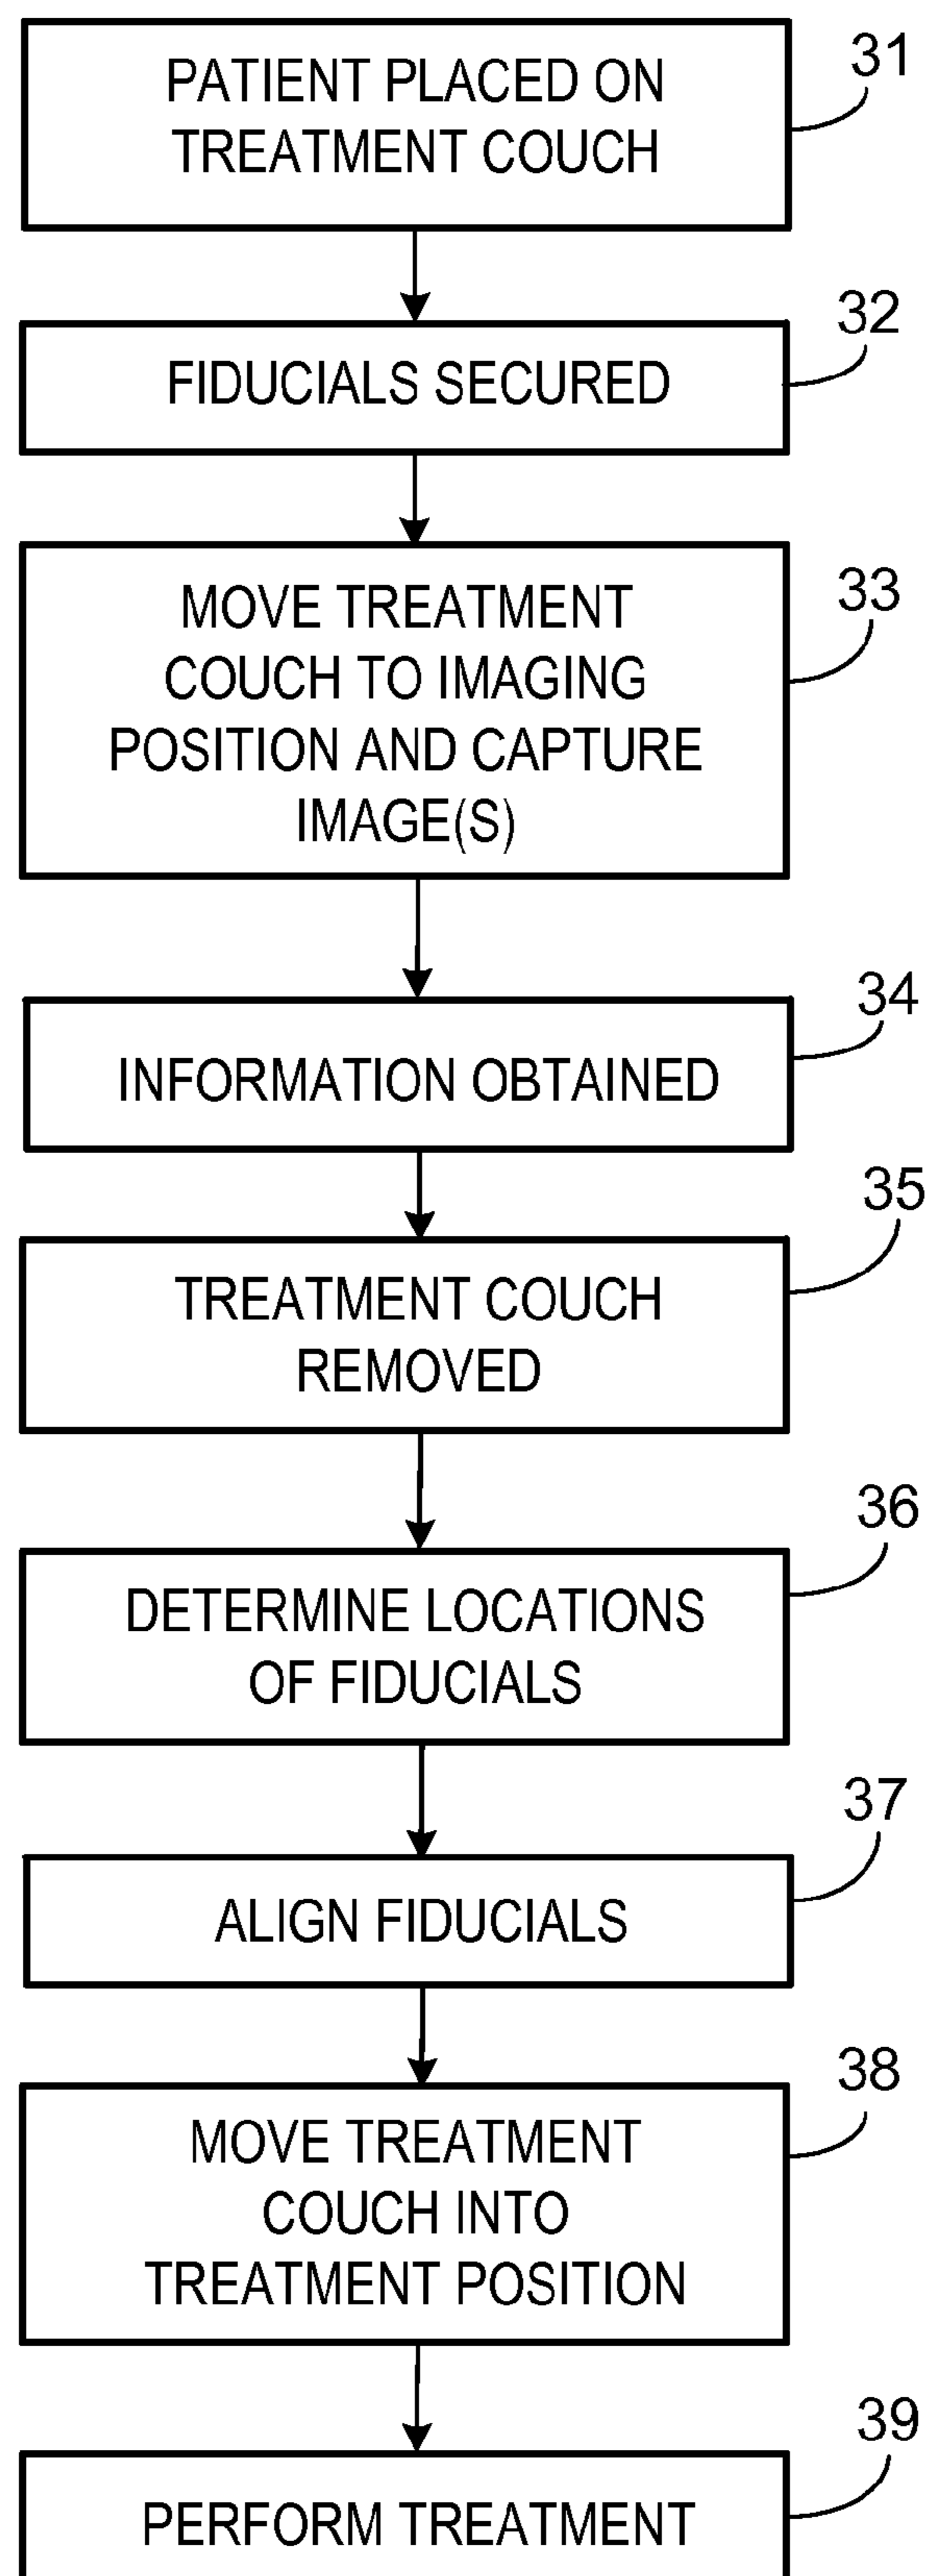 PATIENT PLACED ON
TREATMENT COUCH
31
FIDUCIALS SECURED
32
MOVE TREATMENT
COUCH TO IMAGING
POSITION AND CAPTURE
IMAGE(S)
33
INFORMATION OBTAINED
34
TREATMENT COUCH
REMOVED
35
DETERMINE LOCATIONS
OF FIDUCIALS
36
ALIGN FIDUCIALS
37
MOVE TREATMENT
COUCH INTO
TREATMENT POSITION
38
PERFORM TREATMENT
39